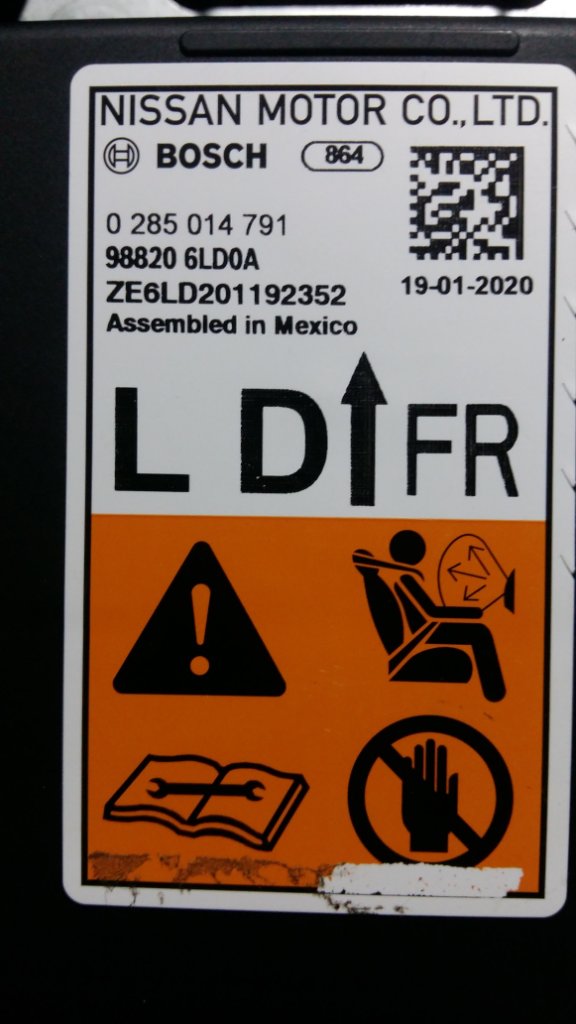 NISSAN MOTOR CO.,LTD.
BOSCH 864
0 285 014 791
98820 6LD0A
ZE6LD201192352
19-01-2020
Assembled in Mexico
L D FR